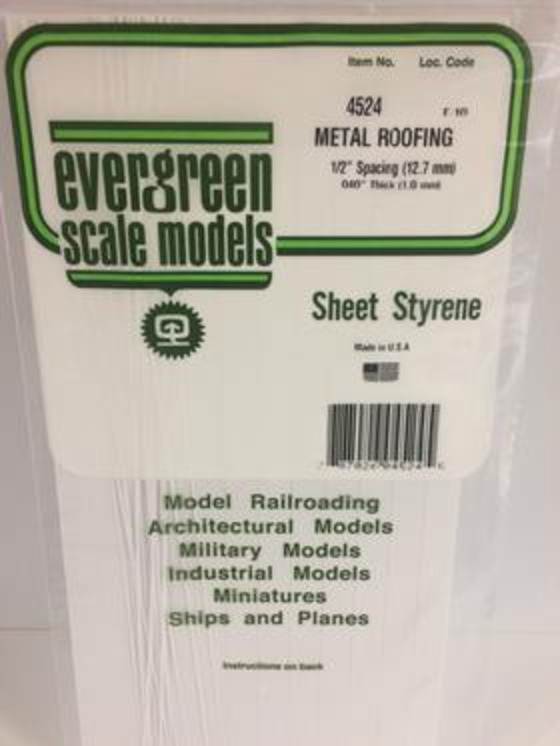 Item No. Loc. Code
4524
METAL ROOFING
1/2" Spacing (12.7 mm)
.040" Thick (1.0 mm)
evergreen
scale models
Sheet Styrene
Made in U.S.A
Model Railroading
Architectural Models
Military Models
Industrial Models
Miniatures
Ships and Planes
Instructions on back